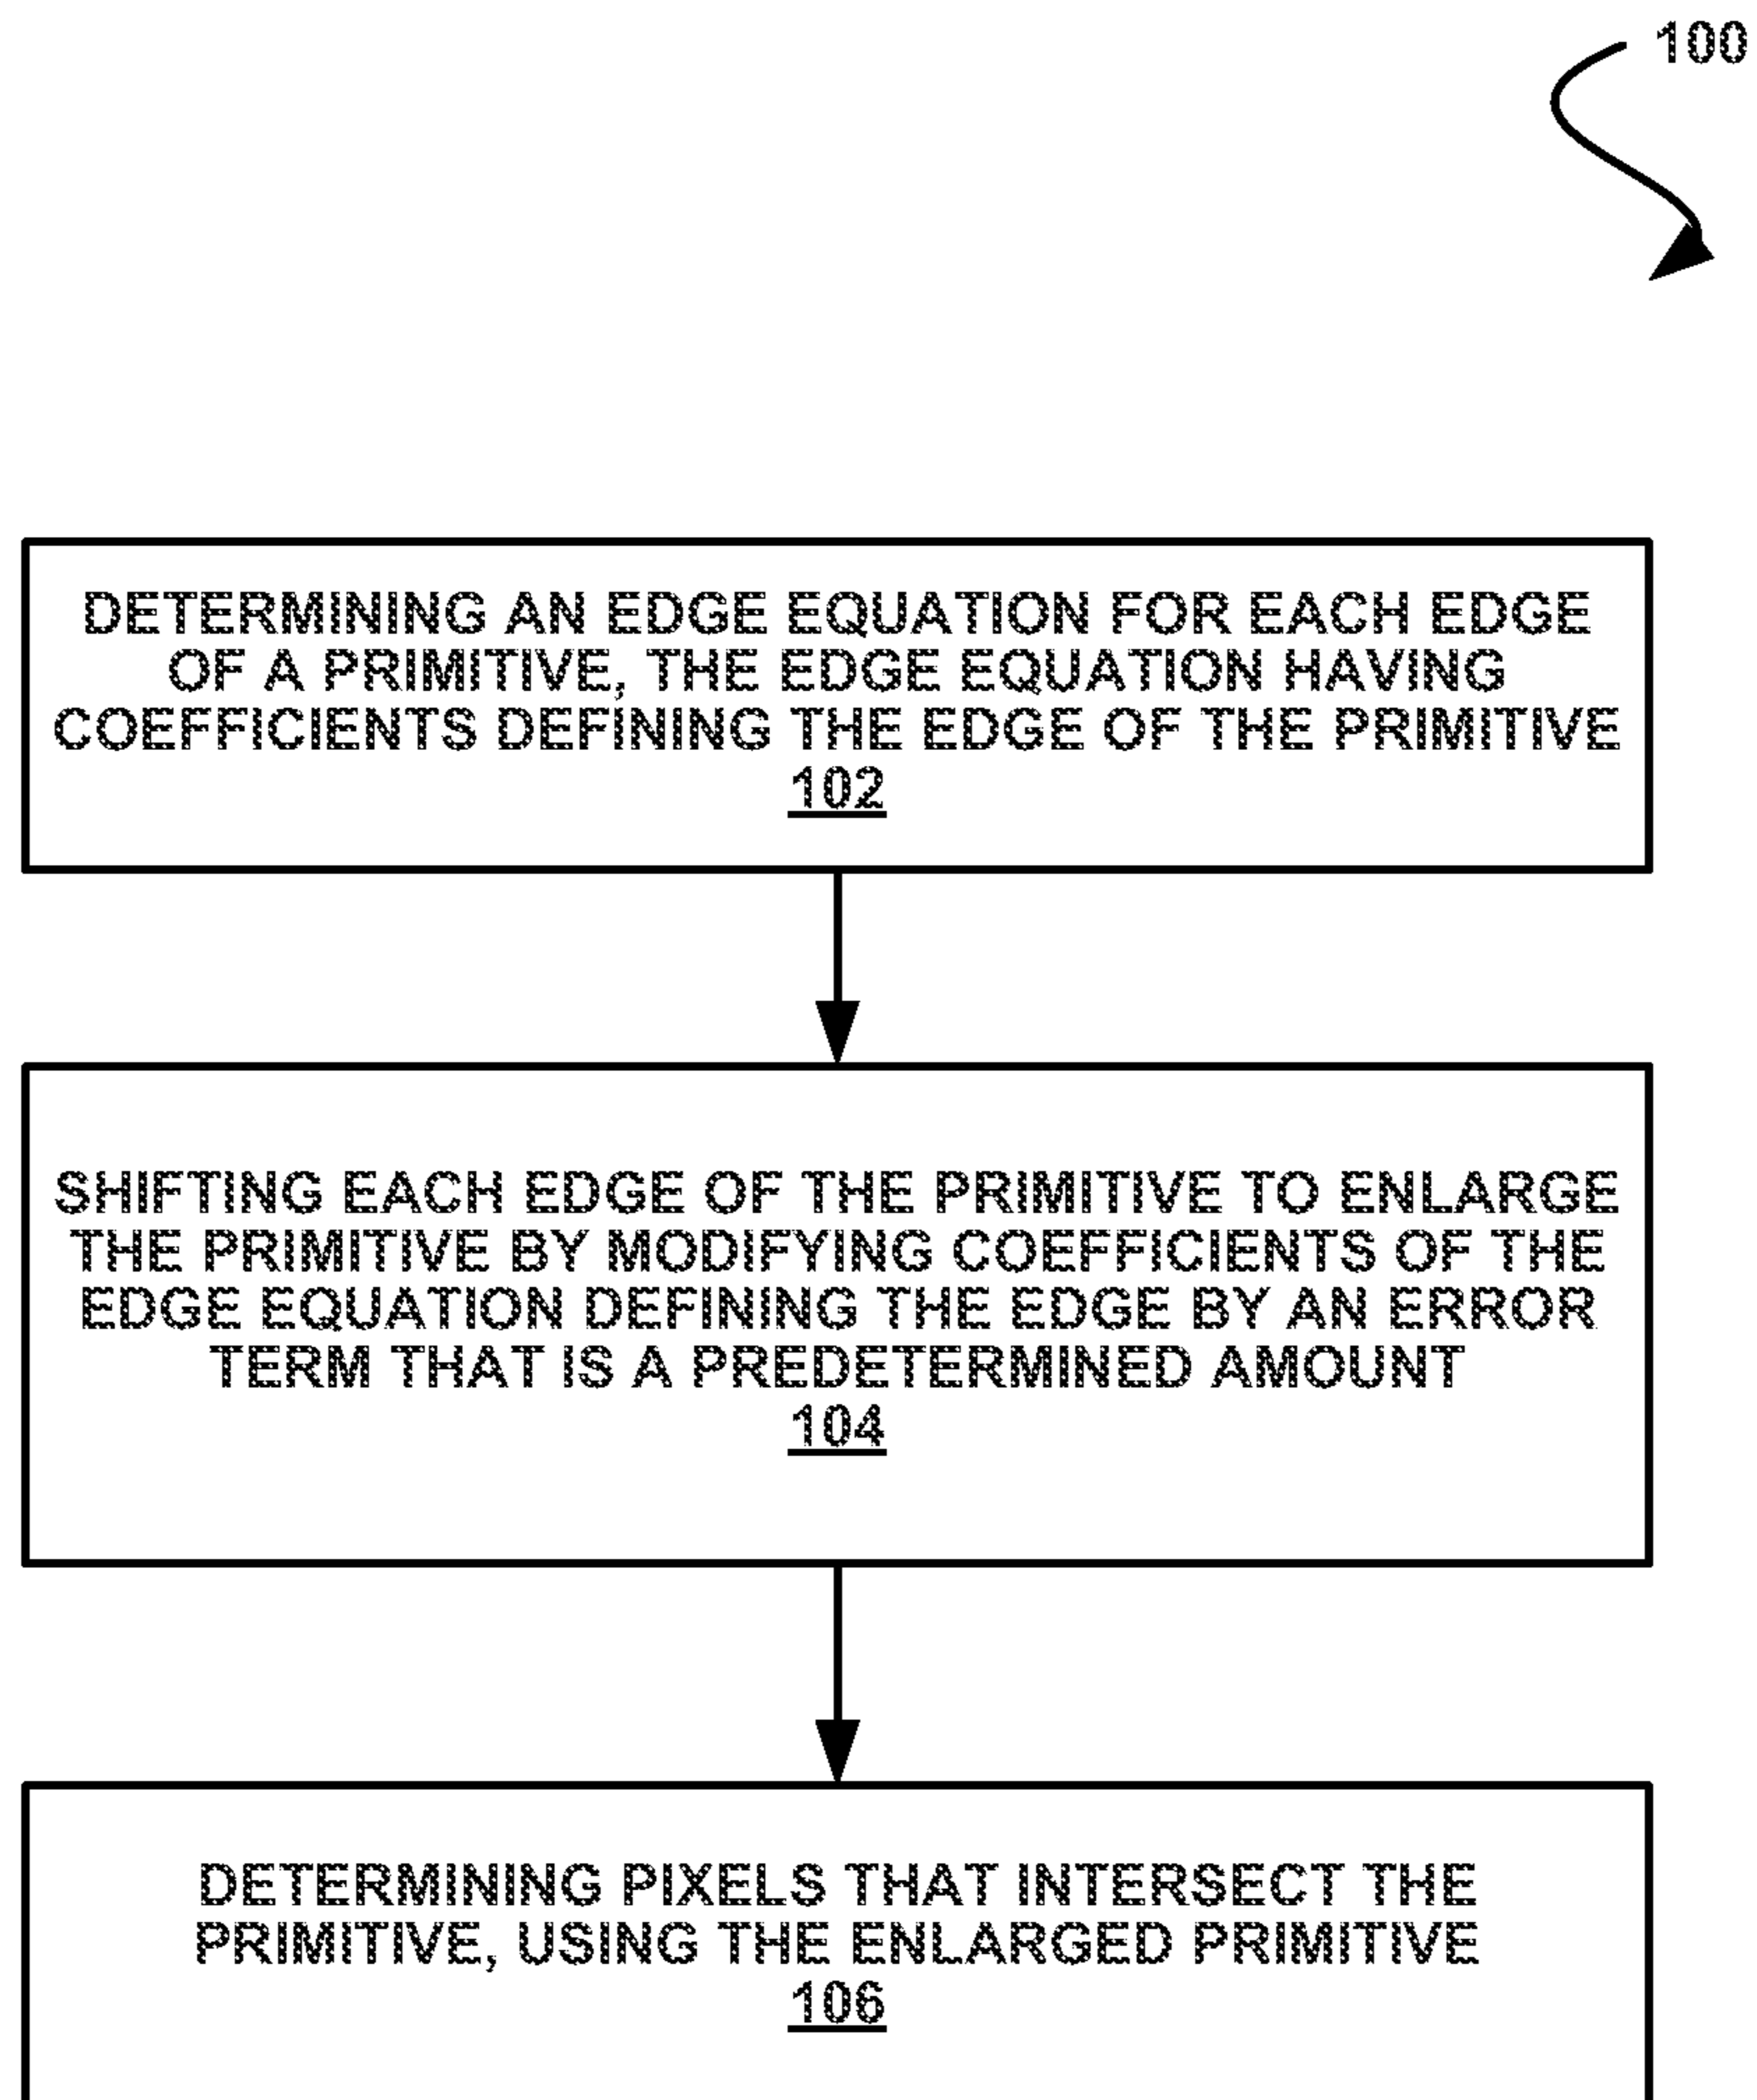 100
DETERMINING AN EDGE EQUATION FOR EACH EDGE
OF A PRIMITIVE, THE EDGE EQUATION HAVING
COEFFICIENTS DEFINING THE EDGE OF THE PRIMITIVE
102
SHIFTING EACH EDGE OF THE PRIMITIVE TO ENLARGE
THE PRIMITIVE BY MODIFYING COEFFICIENTS OF THE
EDGE EQUATION DEFINING THE EDGE BY AN ERROR
TERM THAT IS A PREDETERMINED AMOUNT
104
DETERMINING PIXELS THAT INTERSECT THE
PRIMITIVE, USING THE ENLARGED PRIMITIVE
106